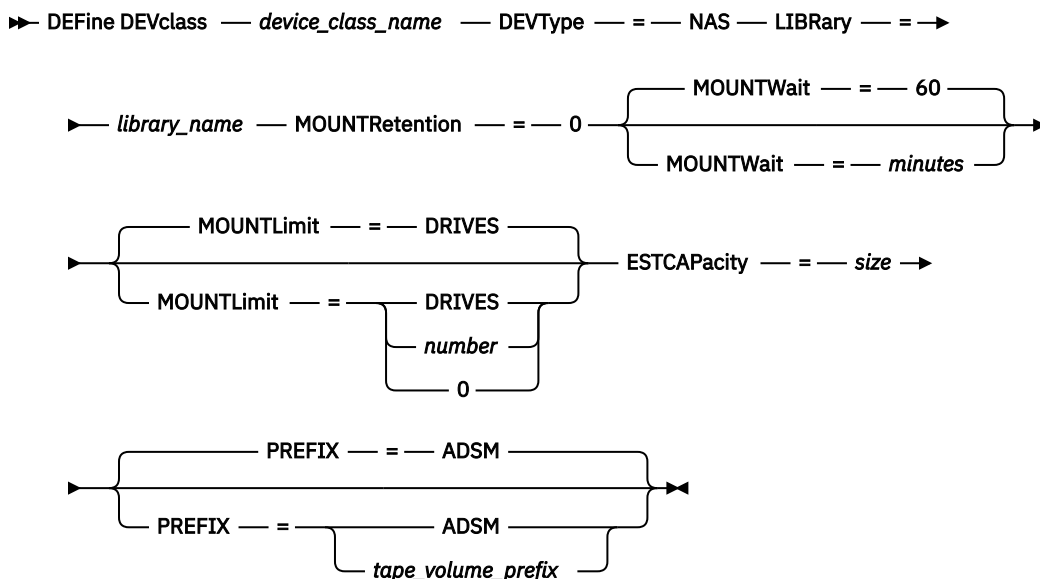 DEFine DEVclass device_class_name DEVType = NAS LIBRary =
MOUNTWait = 60
library_name MOUNTRetention = 0
MOUNTWait = minutes
MOUNTLimit = DRIVES
ESTCAPacity = size
MOUNTLimit = DRIVES
number
0
PREFIX = ADSM
PREFIX = ADSM
tape_volume_prefix